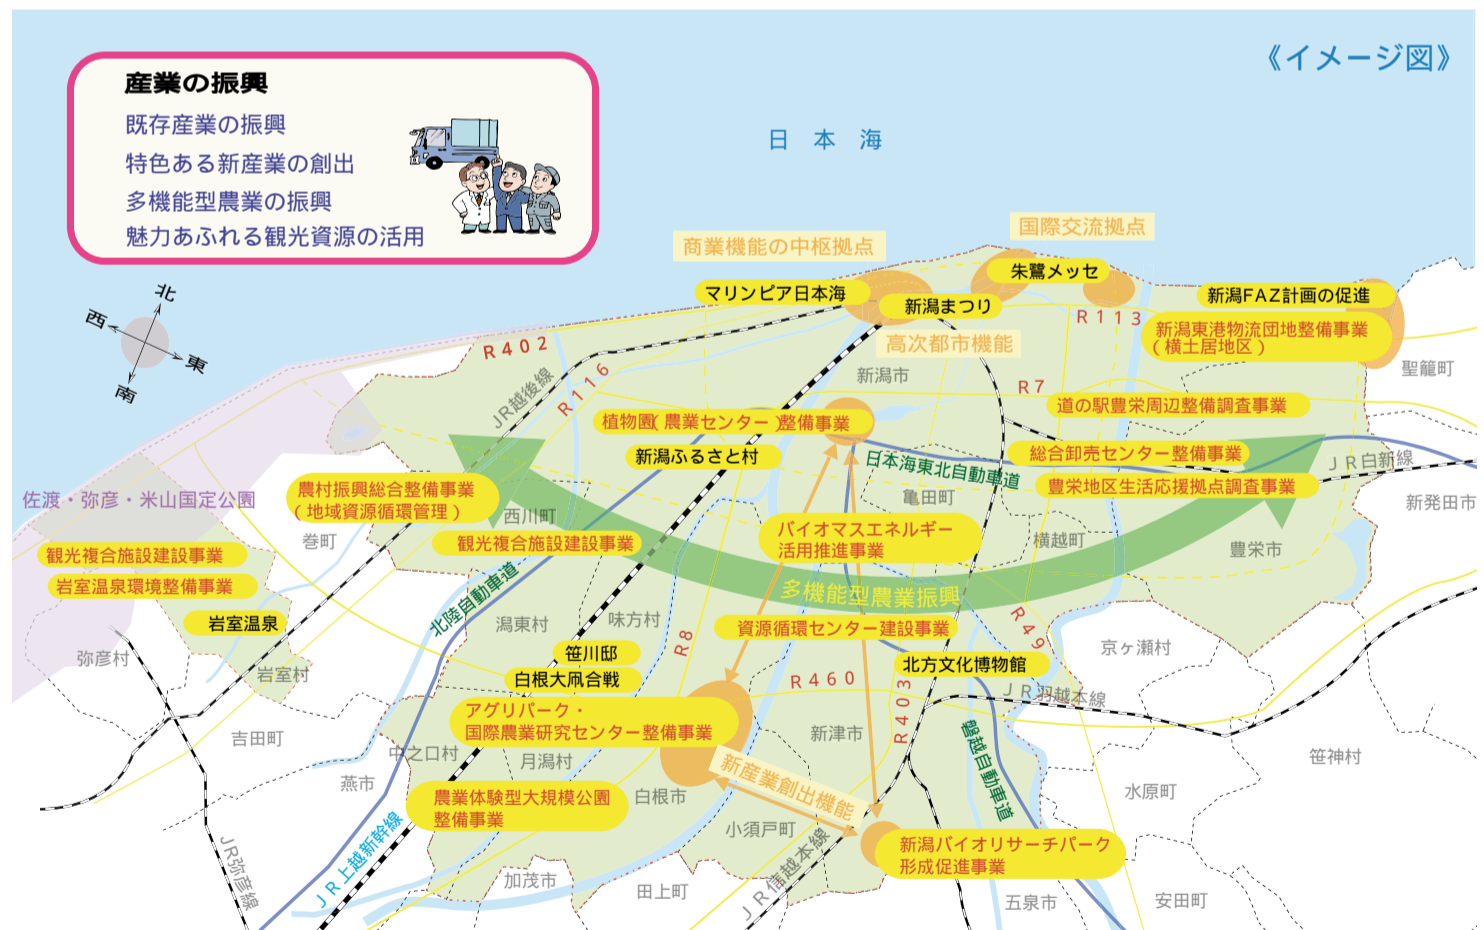 《イメージ図》
産業の振興
既存産業の振興
特色ある新産業の創出
多機能型農業の振興
魅力あふれる観光資源の活用
日本海
北
西
東
南
国際交流拠点
商業機能の中枢拠点
朱鷺メッセ
マリンピア日本海
新潟まつり
新潟FAZ計画の促進
R113
新潟東港物流団地整備事業
(横土居地区)
R402
高次都市機能
聖籠町
新潟市
JR越後線
R116
R7
道の駅豊栄周辺整備調査事業
植物園(農業センター)整備事業
新潟ふるさと村
日本海東北自動車道
総合卸売センター整備事業
JR白新線
豊栄地区生活応援拠点調査事業
亀田町
新発田市
佐渡・弥彦・米山国定公園
農村振興総合整備事業
(地域資源循環管理)
西川町
巻町
観光複合施設建設事業
バイオマスエネルギー
活用推進事業
横越町
豊栄市
観光複合施設建設事業
岩室温泉環境整備事業
北陸自動車道
多機能型農業振興
岩室温泉
潟東村
味方村
資源循環センター建設事業
R8
R49
京ヶ瀬村
弥彦村
岩室村
笹川邸
白根大凧合戦
北方文化博物館
R460
R403
JR羽越本線
アグリパーク・
国際農業研究センター整備事業
吉田町
中之口村
月潟村
新津市
磐越自動車道
笹神村
燕市
新産業創出機能
農業体験型大規模公園
整備事業
白根市
水原町
小須戸町
JR上越新幹線
JR弥彦線
JR信越本線
新潟バイオリサーチパーク
形成促進事業
加茂市
田上町
五泉市
安田町